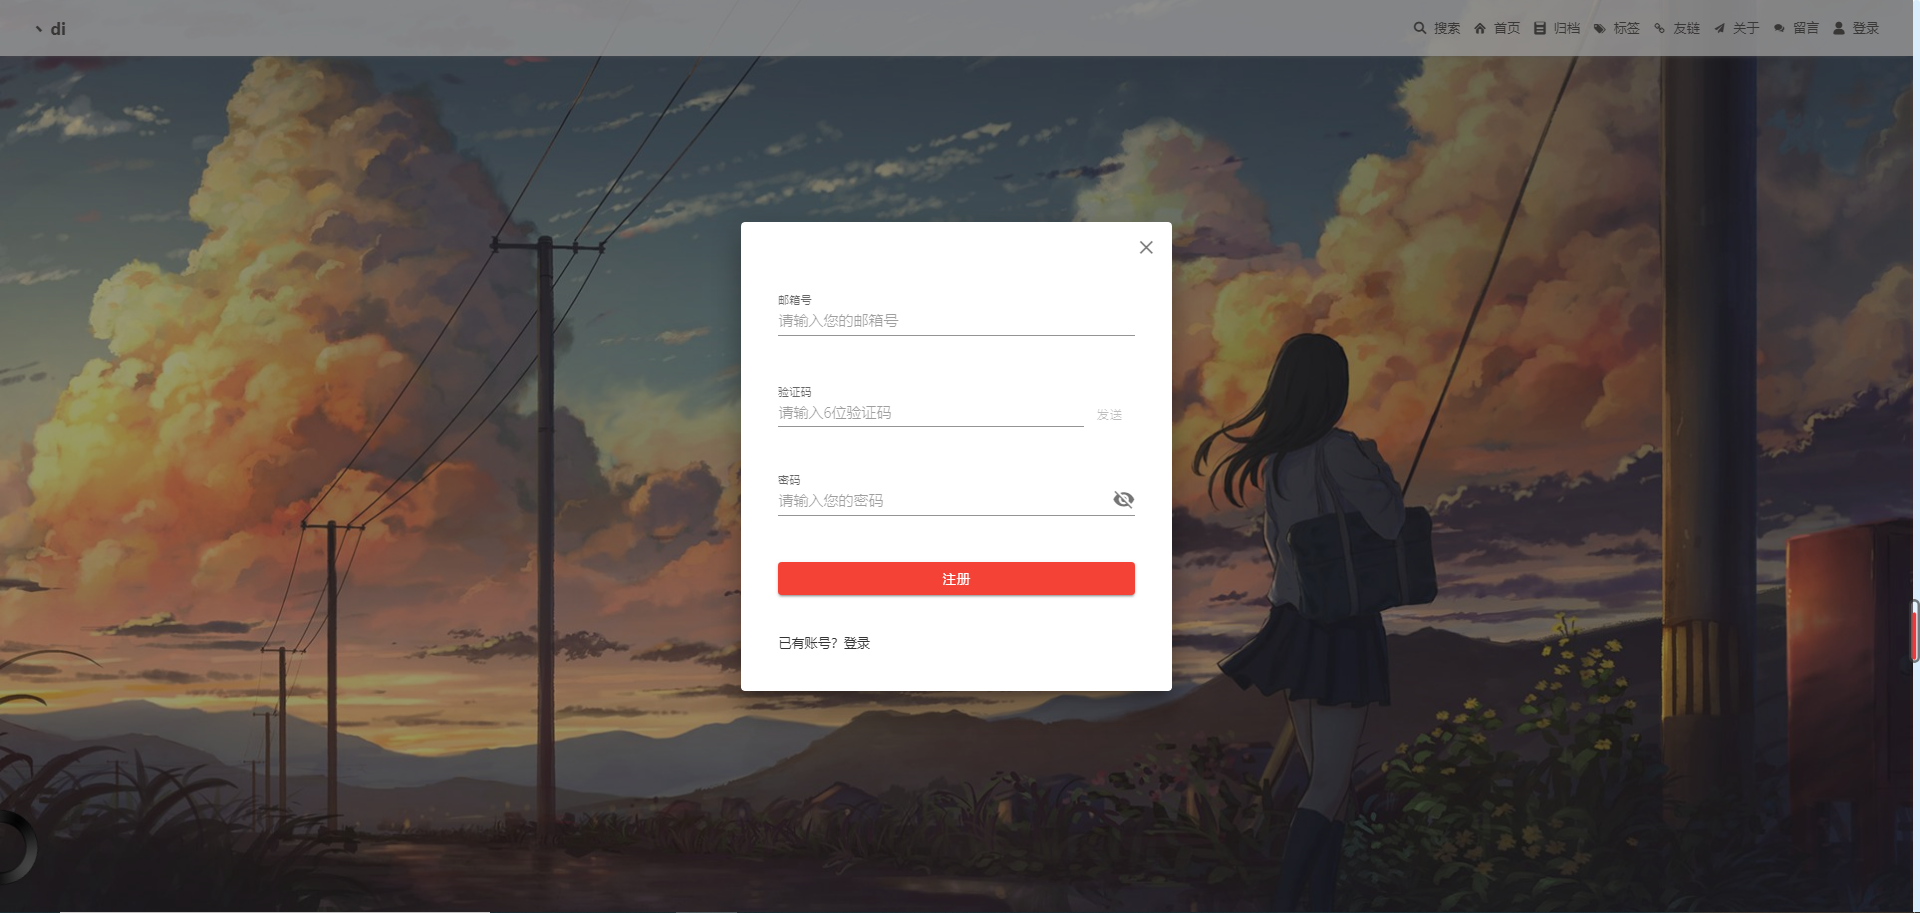 丶 di
搜索 首页 归档 标签 友链 关于 留言 登录
邮箱号
请输入您的邮箱号
验证码
请输入6位验证码 发送
密码
请输入您的密码
注册
已有账号？登录